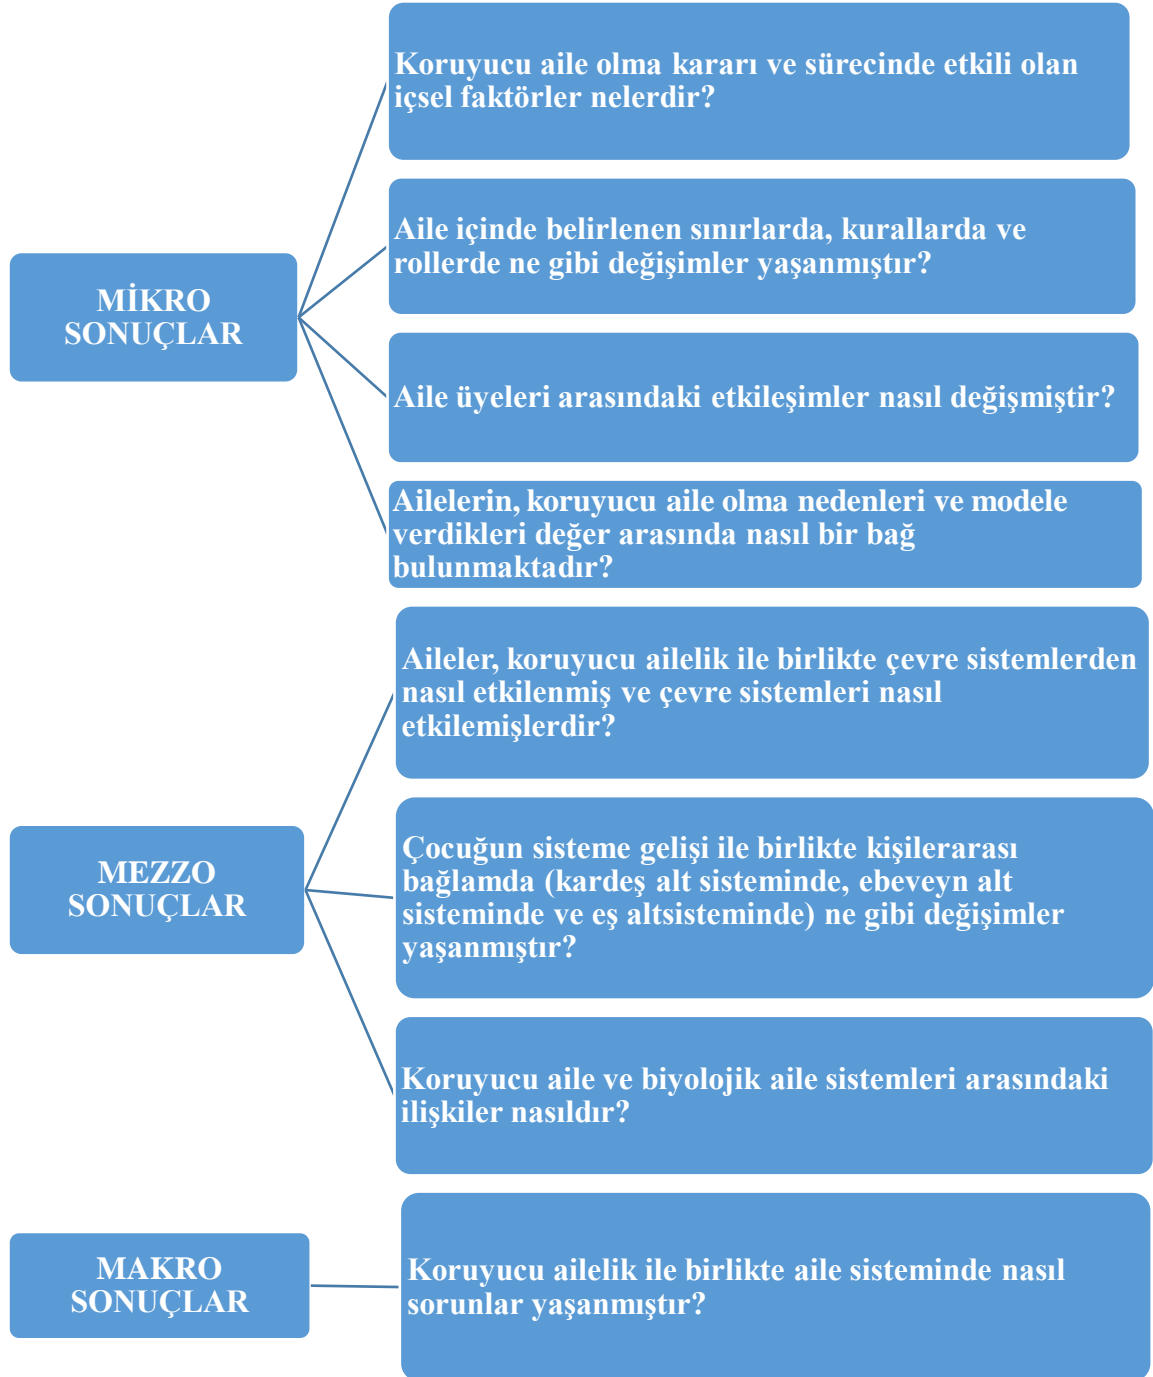 MİKRO
SONUÇLAR
Koruyucu aile olma kararı ve sürecinde etkili olan
içsel faktörler nelerdir?
Aile içinde belirlenen sınırlarda, kurallarda ve
rollerde ne gibi değişimler yaşanmıştır?
Aile üyeleri arasındaki etkileşimler nasıl değişmiştir?
Ailelerin, koruyucu aile olma nedenleri ve modele
verdikleri değer arasında nasıl bir bağ
bulunmaktadır?
MEZZO
SONUÇLAR
Aileler, koruyucu ailelik ile birlikte çevre sistemlerden
nasıl etkilenmiş ve çevre sistemleri nasıl
etkilemişlerdir?
Çocuğun sisteme gelişi ile birlikte kişilerarası
bağlamda (kardeş alt sisteminde, ebeveyn alt
sisteminde ve eş altsisteminde) ne gibi değişimler
yaşanmıştır?
Koruyucu aile ve biyolojik aile sistemleri arasındaki
ilişkiler nasıldır?
MAKRO
SONUÇLAR
Koruyucu ailelik ile birlikte aile sisteminde nasıl
sorunlar yaşanmıştır?